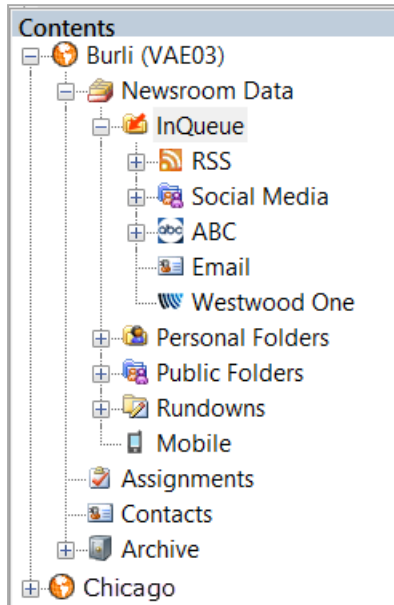 Contents
Burli (VAE03)
Newsroom Data
InQueue
RSS
Social Media
abc ABC
Email
Westwood One
Personal Folders
Public Folders
Rundowns
Mobile
Assignments
Contacts
Archive
Chicago